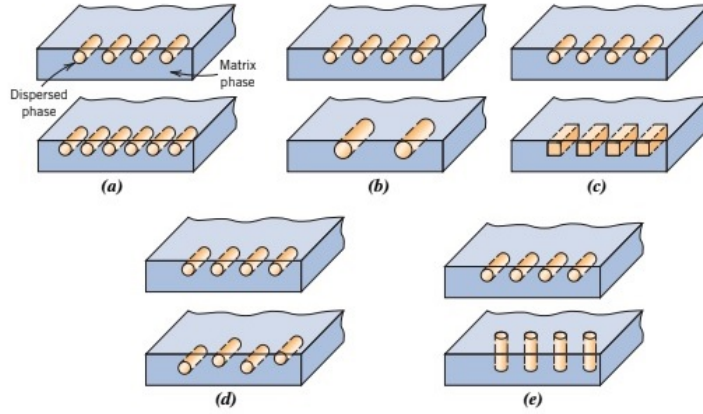 Matrix
phase
Dispersed
phase
(a)
(b)
(c)
(d)
(e)